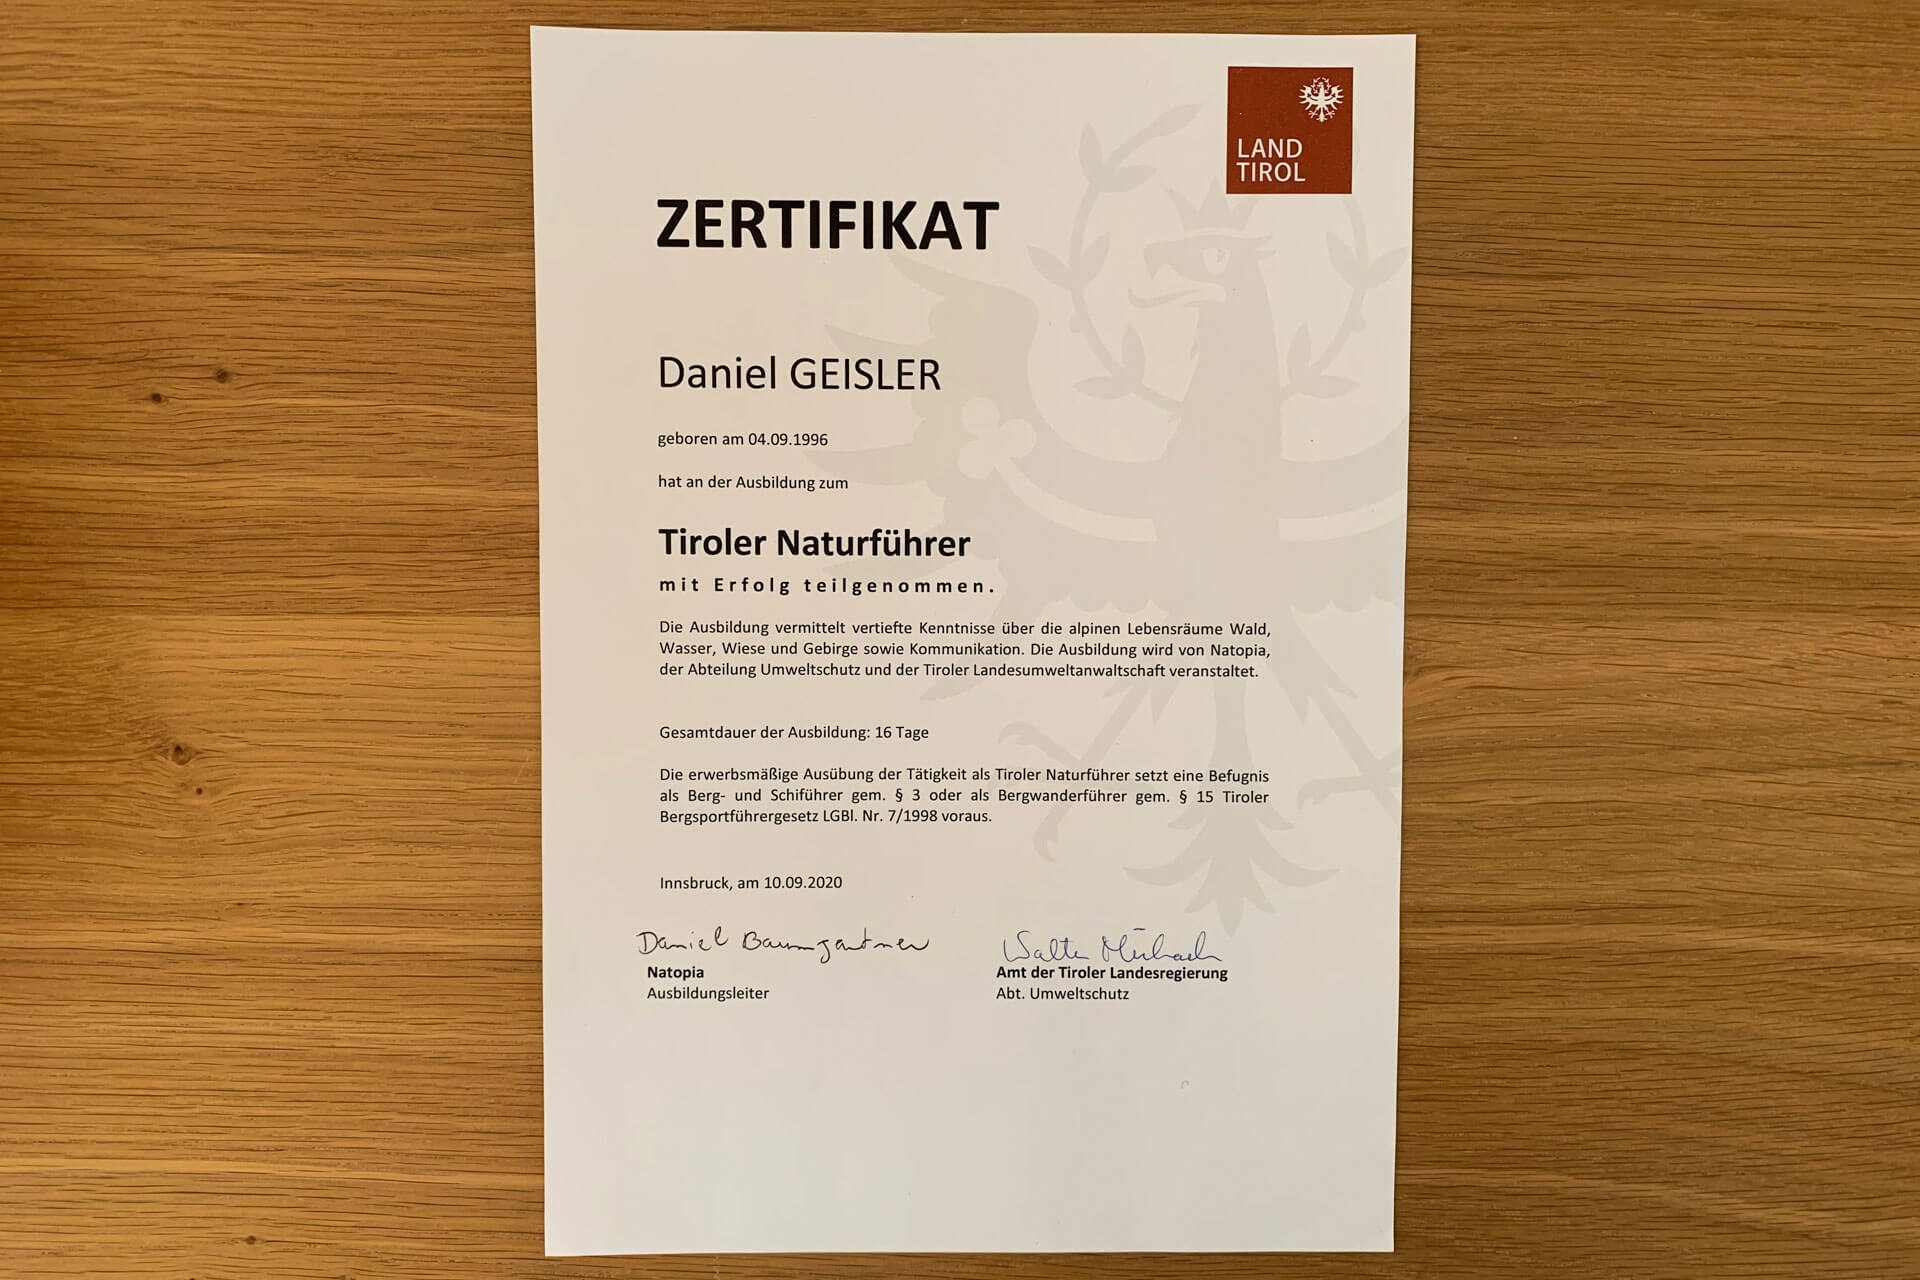 LAND
TIROL
ZERTIFIKAT
Daniel GEISLER
geboren am 04.09.1996
hat an der Ausbildung zum
Tiroler Naturführer
mit Erfolg teilgenommen.
Die Ausbildung vermittelt vertiefte Kenntnisse über die alpinen Lebensräume Wald,
Wasser, Wiese und Gebirge sowie Kommunikation. Die Ausbildung wird von Natopia,
der Abteilung Umweltschutz und der Tiroler Landesumweltanwaltschaft veranstaltet.
Gesamtdauer der Ausbildung: 16 Tage
Die erwerbsmäßige Ausübung der Tätigkeit als Tiroler Naturführer setzt eine Befugnis
als Berg- und Schiführer gem. § 3 oder als Bergwanderführer gem. § 15 Tiroler
Bergsportführergesetz LGBl. Nr. 7/1998 voraus.
Innsbruck, am 10.09.2020
Daniel Baumgartner
Walter
Natopia
Amt der Tiroler Landesregierung
Ausbildungsleiter
Abt. Umweltschutz